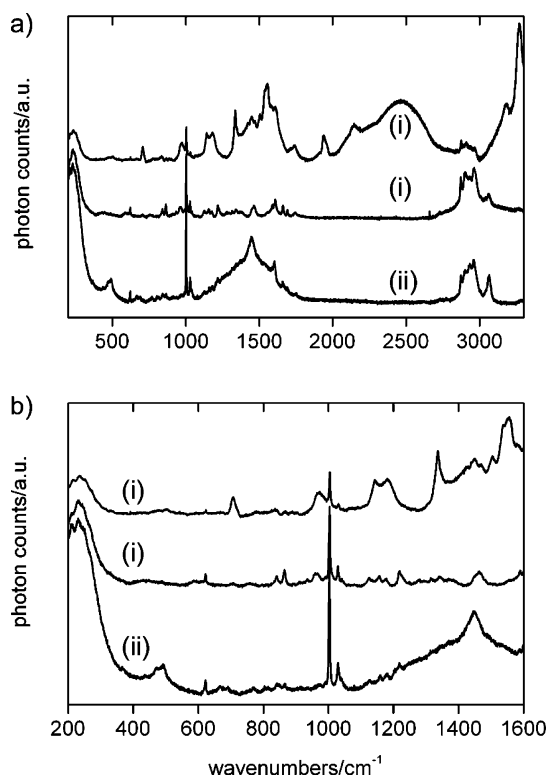 a)
photon counts/a.u.
(i)
(i)
(ii)
500 1000 1500 2000 2500 3000
b)
photon counts/a.u.
(i)
(i)
(ii)
200 400 600 800 1000 1200 1400 1600
wavenumbers/cm⁻¹